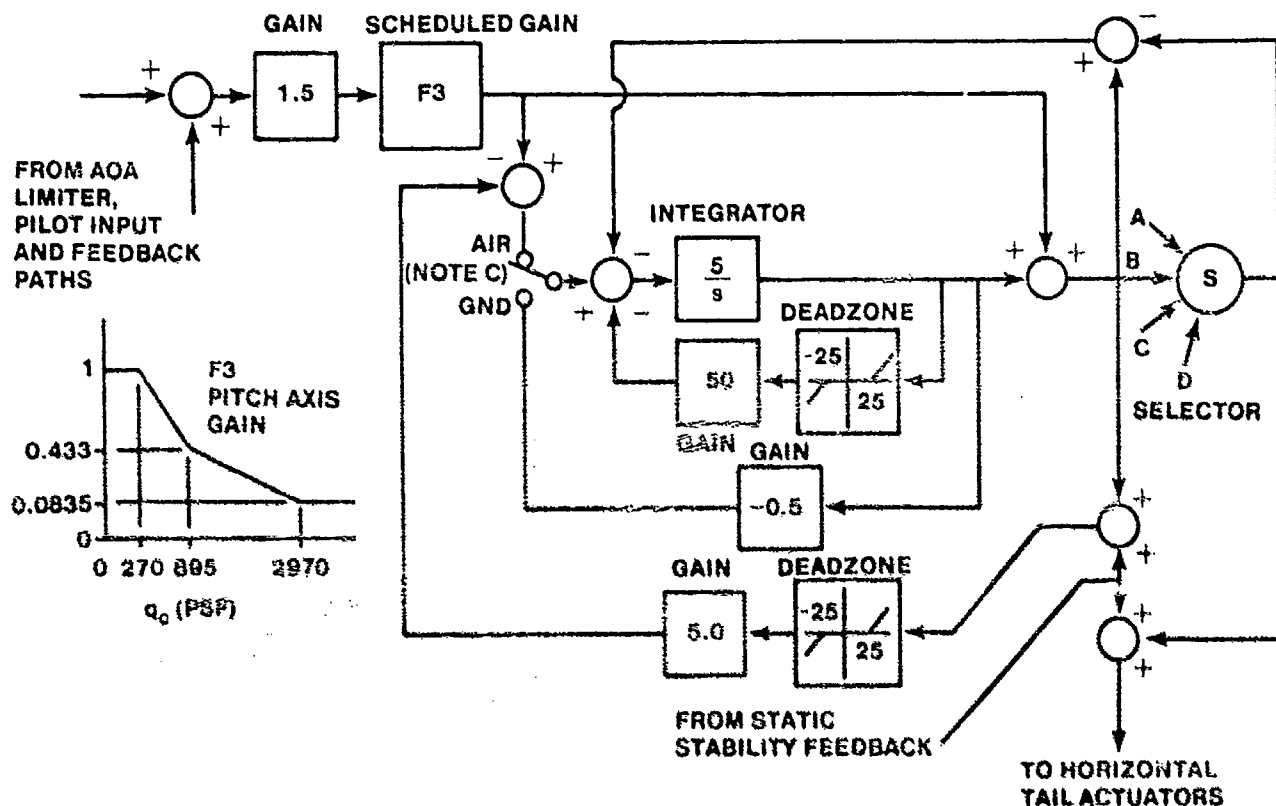 GAIN
SCHEDULED GAIN
1.5
F3
FROM AOA
LIMITER,
PILOT INPUT
AND FEEDBACK
PATHS
AIR
(NOTE C)
GND
INTEGRATOR
5
s
DEADZONE
-25
25
50
GAIN
GAIN
-0.5
A
B
S
C
D
SELECTOR
F3
PITCH AXIS
GAIN
1
0.433
0.0835
0
0 270 895 2970
(PSF)
GAIN
5.0
DEADZONE
-25
25
FROM STATIC
STABILITY FEEDBACK
TO HORIZONTAL
TAIL ACTUATORS